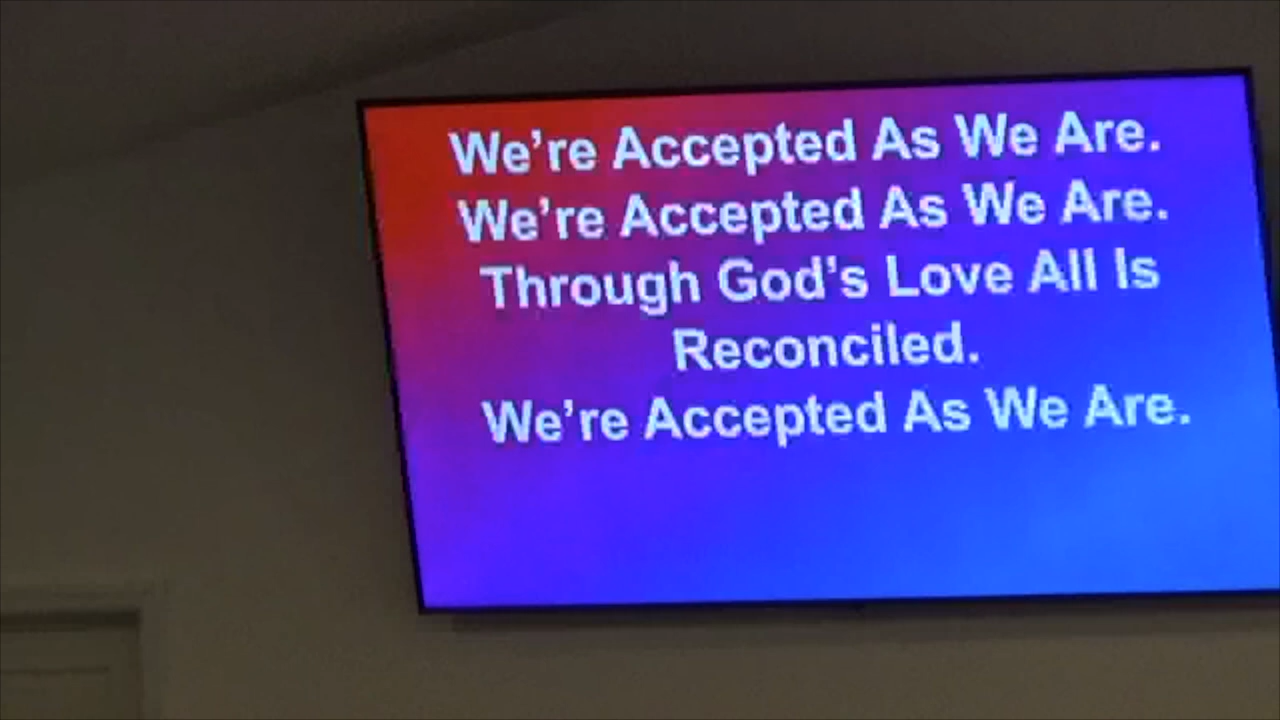 We’re Accepted As We Are.
We’re Accepted As We Are.
Through God’s Love All Is
Reconciled.
We’re Accepted As We Are.